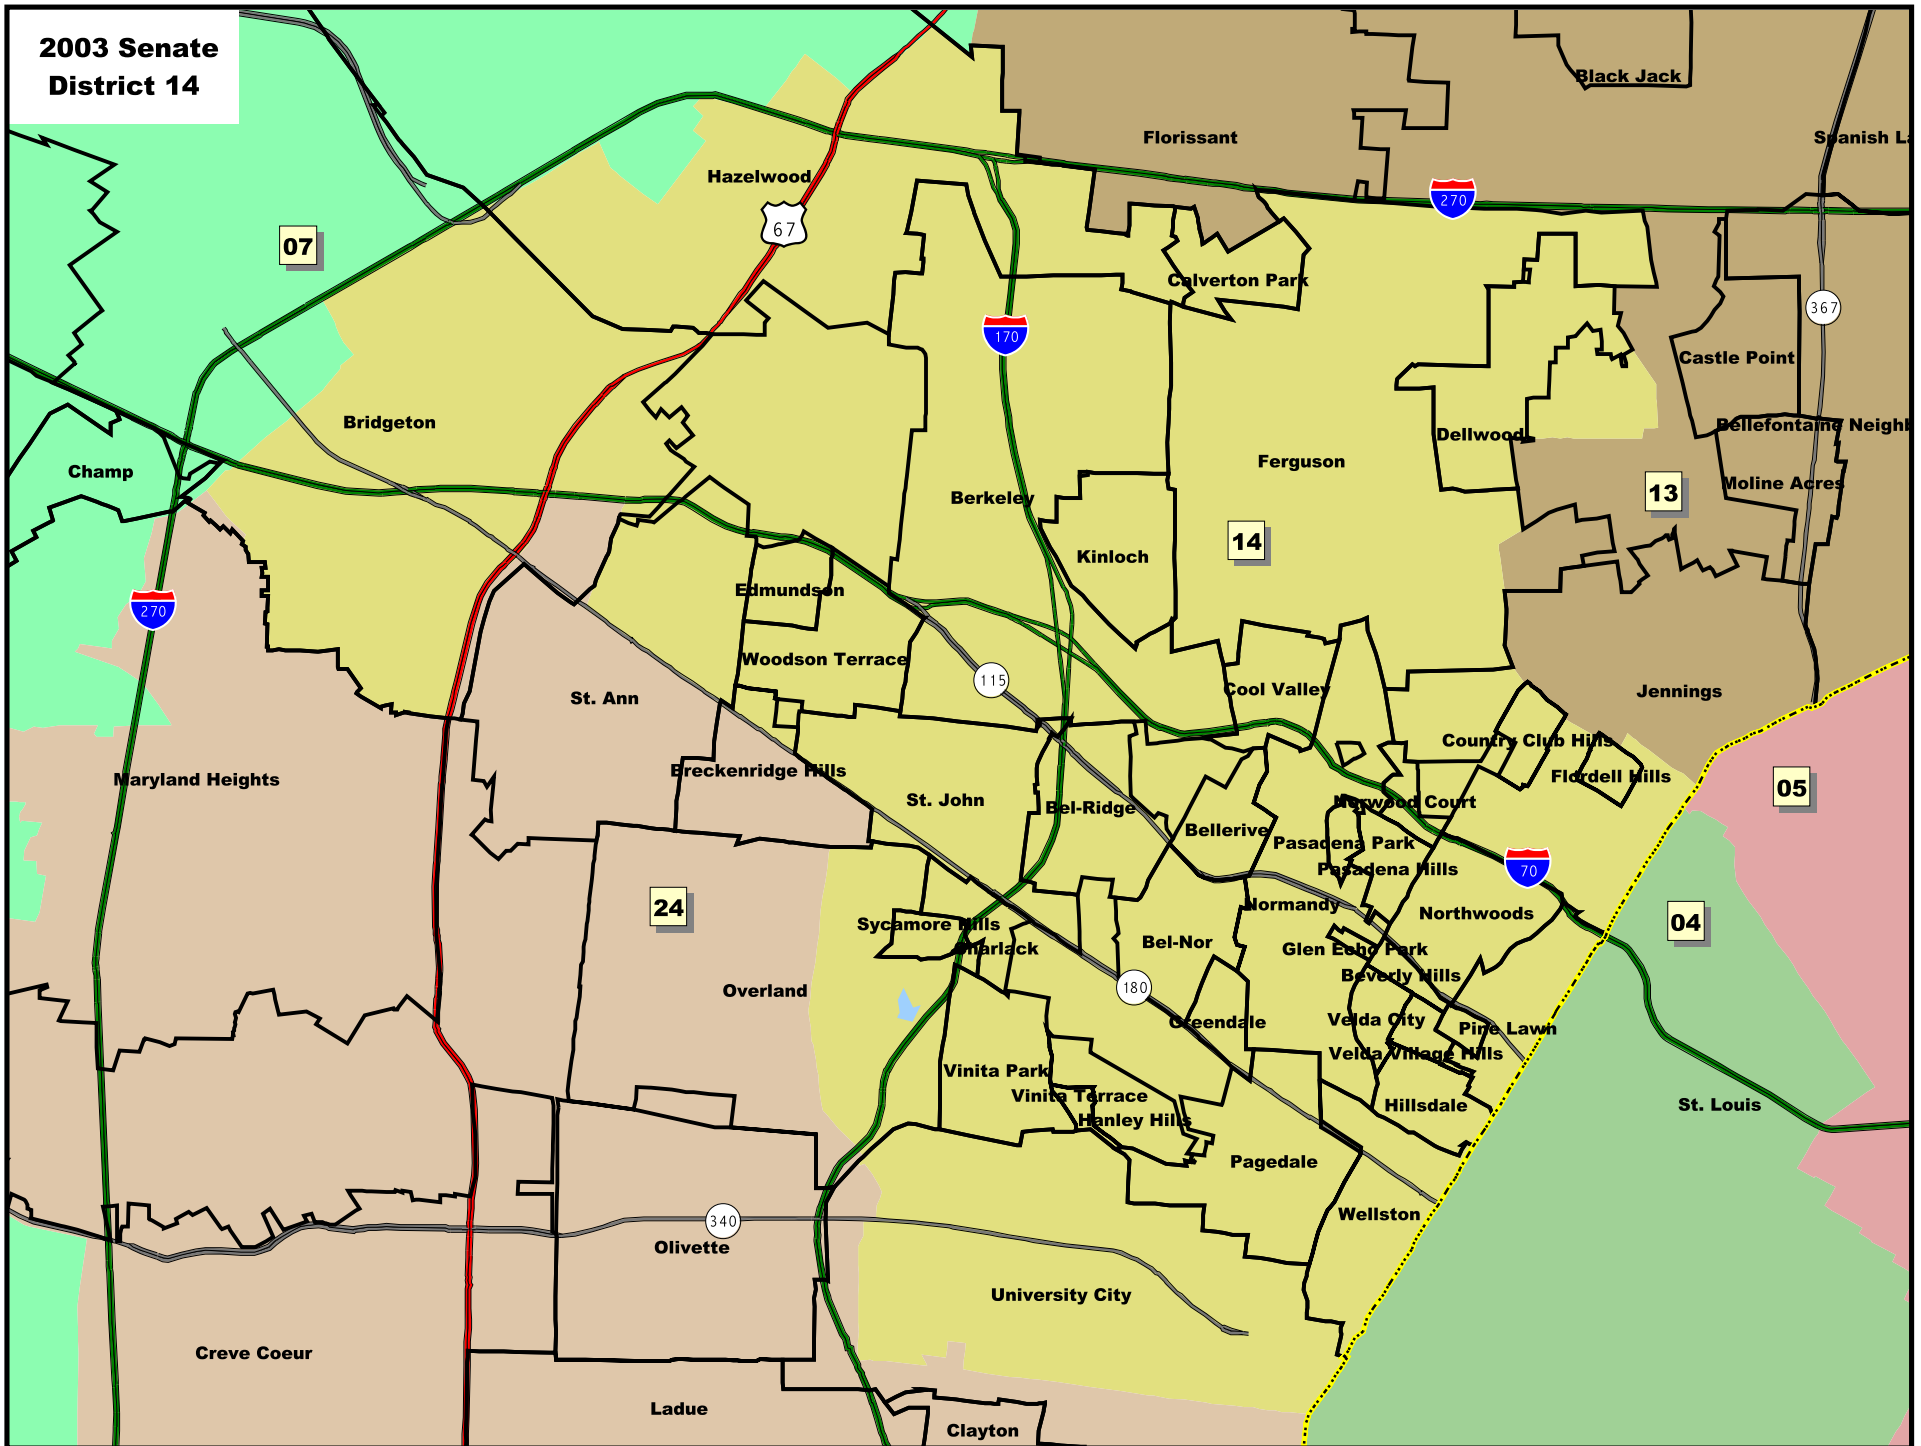 2003 Senate
District 14
Black Jack
Florissant
Spanish La
Hazelwood
270
67
07
Calverton Park
367
170
Castle Point
Bridgeton
Bellefontaine Neighb
Dellwood
Ferguson
Champ
Moline Acres
13
Berkeley
14
Kinloch
Edmundson
270
Woodson Terrace
115
Cool Valley
Jennings
St. Ann
Country Club Hills
Breckenridge Hills
Flordell Hills
Maryland Heights
05
St. John
Norwood Court
Bel-Ridge
Bellerive
Pasadena Park
Pasadena Hills
70
24
Normandy
Northwoods
04
Sycamore Hills
Bel-Nor
Charlack
Glen Echo Park
Beverly Hills
Overland
180
Greendale
Velda City
Pine Lawn
Velda Village Hills
Vinita Park
Vinita Terrace
Hillsdale
St. Louis
Hanley Hills
Pagedale
Wellston
340
Olivette
University City
Creve Coeur
Ladue
Clayton